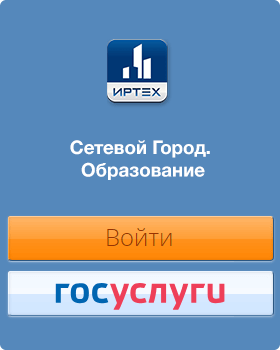 ИРТЕХ
Сетевой Город.
Образование
Войти
госуслуги